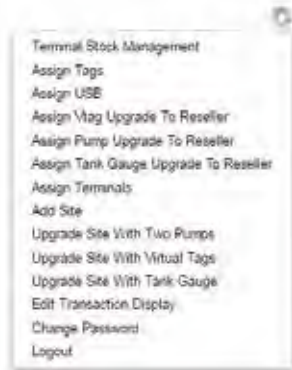 Terminal Stock Management
Assign Tags
Assign USB
Assign Vtag Upgrade To Reseller
Assign Pump Upgrade To Reseller
Assign Tank Gauge Upgrade To Reseller
Assign Terminals
Add Site
Upgrade Site With Two Pumps
Upgrade Site With Virtual Tags
Upgrade Site With Tank Gauge
Edit Transaction Display
Change Password
Logout